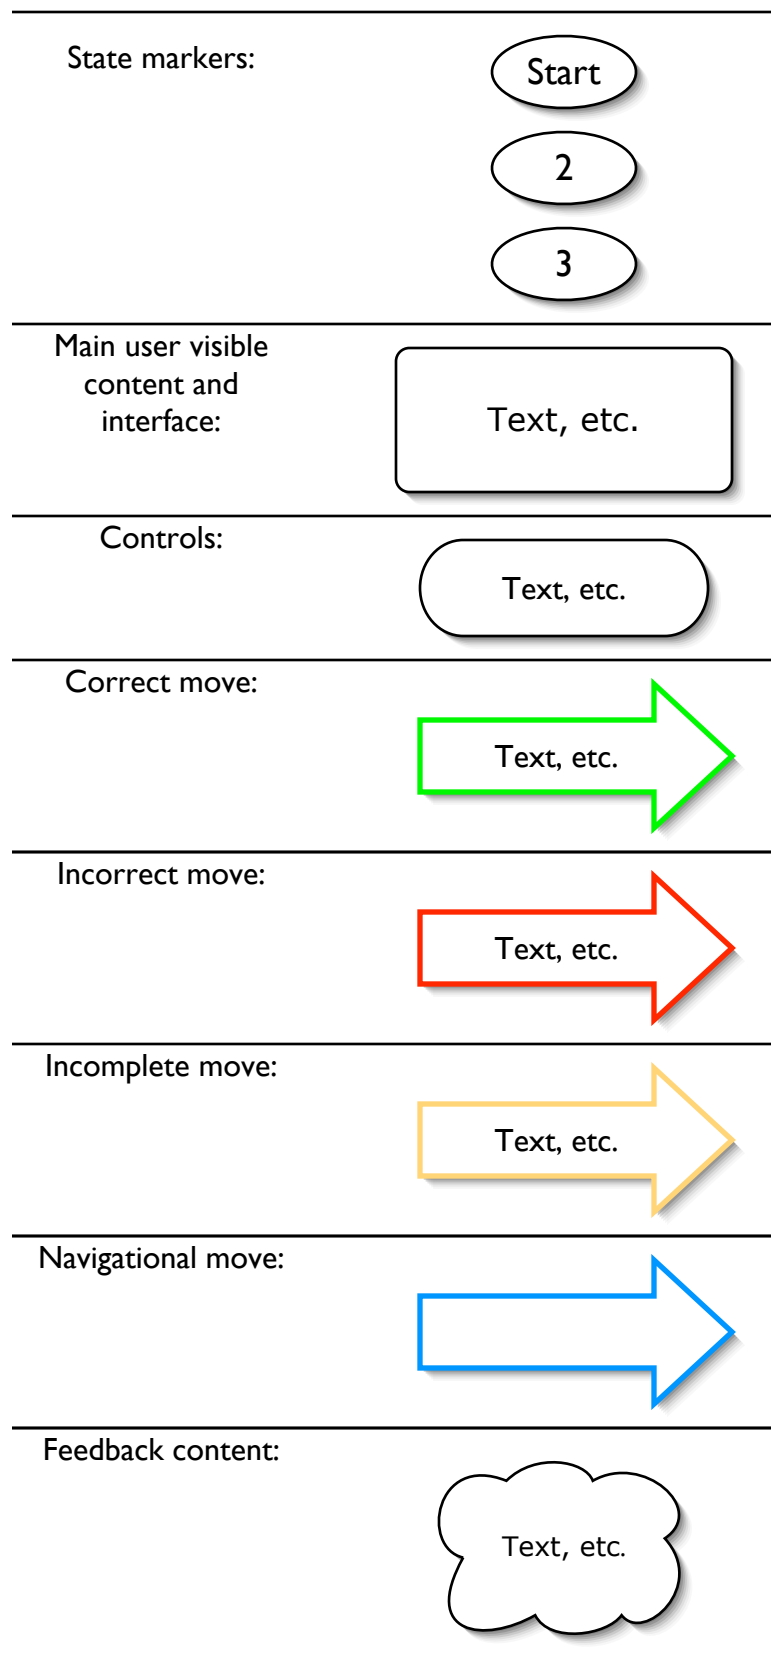 State markers:
Start
2
3
Main user visible
content and
interface:
Text, etc.
Controls:
Text, etc.
Correct move:
Text, etc.
Incorrect move:
Text, etc.
Incomplete move:
Text, etc.
Navigational move:
Feedback content:
Text, etc.